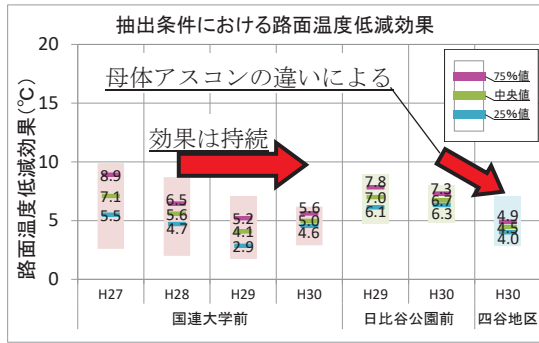 抽出条件における路面温度低減効果
路面温度低減効果(℃)
20
15
10
5
0
母体アスコンの違いによる
効果は持続
75%値
中央値
25%値
8.9
7.1
5.5
6.5
5.6
4.7
5.2
4.1
2.9
5.6
5.0
4.6
7.8
7.0
6.1
7.3
6.7
6.3
4.9
4.5
4.0
H27 H28 H29 H30 H29 H30 H30
国連大学前 日比谷公園前 四谷地区